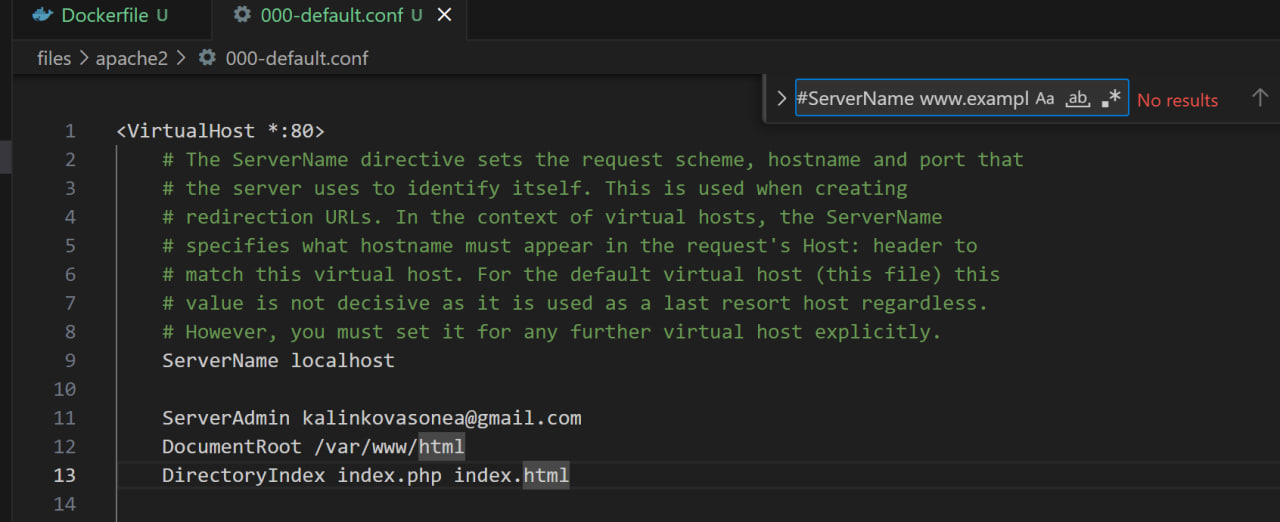 Dockerfile U
000-default.conf U
files > apache2 > 000-default.conf
#ServerName www.exampl Aa ab .* No results
1 <VirtualHost *:80>
2 # The ServerName directive sets the request scheme, hostname and port that
3 # the server uses to identify itself. This is used when creating
4 # redirection URLs. In the context of virtual hosts, the ServerName
5 # specifies what hostname must appear in the request's Host: header to
6 # match this virtual host. For the default virtual host (this file) this
7 # value is not decisive as it is used as a last resort host regardless.
8 # However, you must set it for any further virtual host explicitly.
9 ServerName localhost
10
11 ServerAdmin kalinkovasonea@gmail.com
12 DocumentRoot /var/www/html
13 DirectoryIndex index.php index.html
14